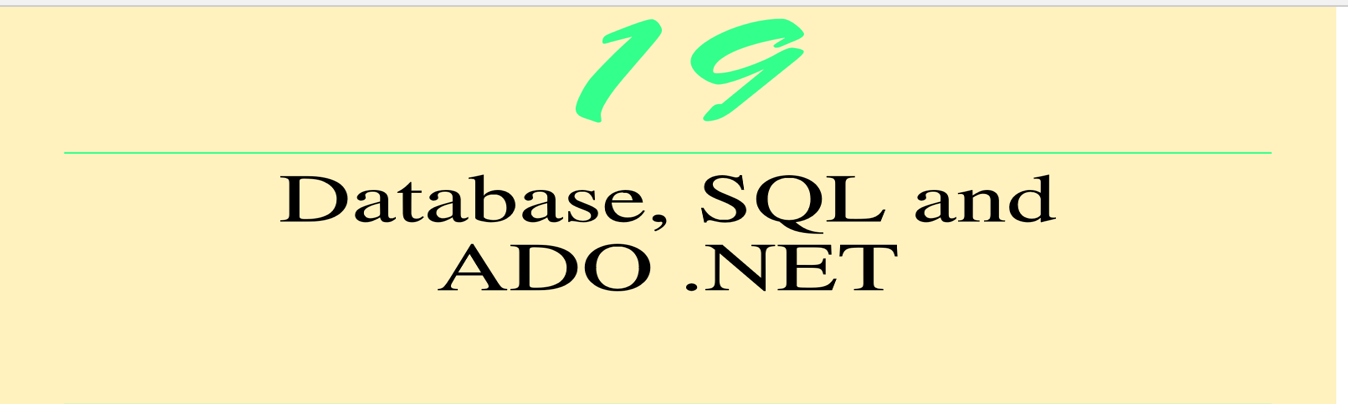 19
Database, SQL and
ADO .NET